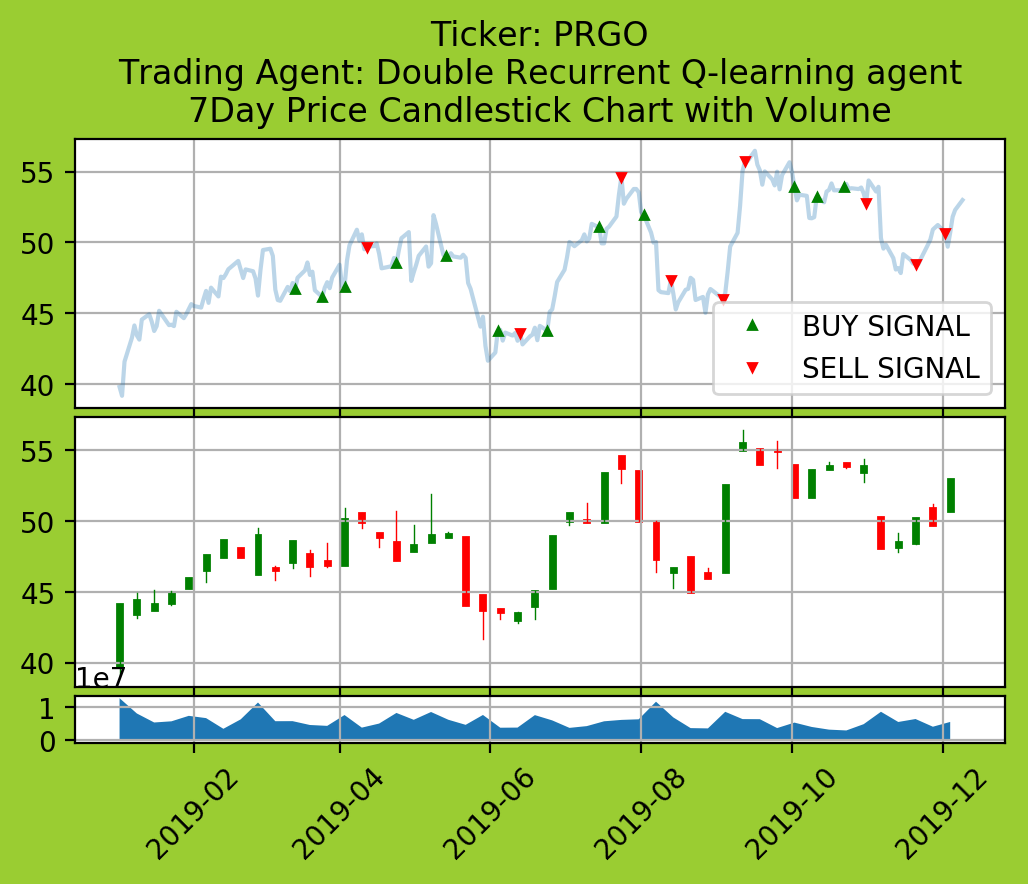 Ticker: PRGO
Trading Agent: Double Recurrent Q-learning agent
7Day Price Candlestick Chart with Volume
55
50
45
40
BUY SIGNAL
SELL SIGNAL
55
50
45
40
1e7
1
0
2019-02
2019-04
2019-06
2019-08
2019-10
2019-12